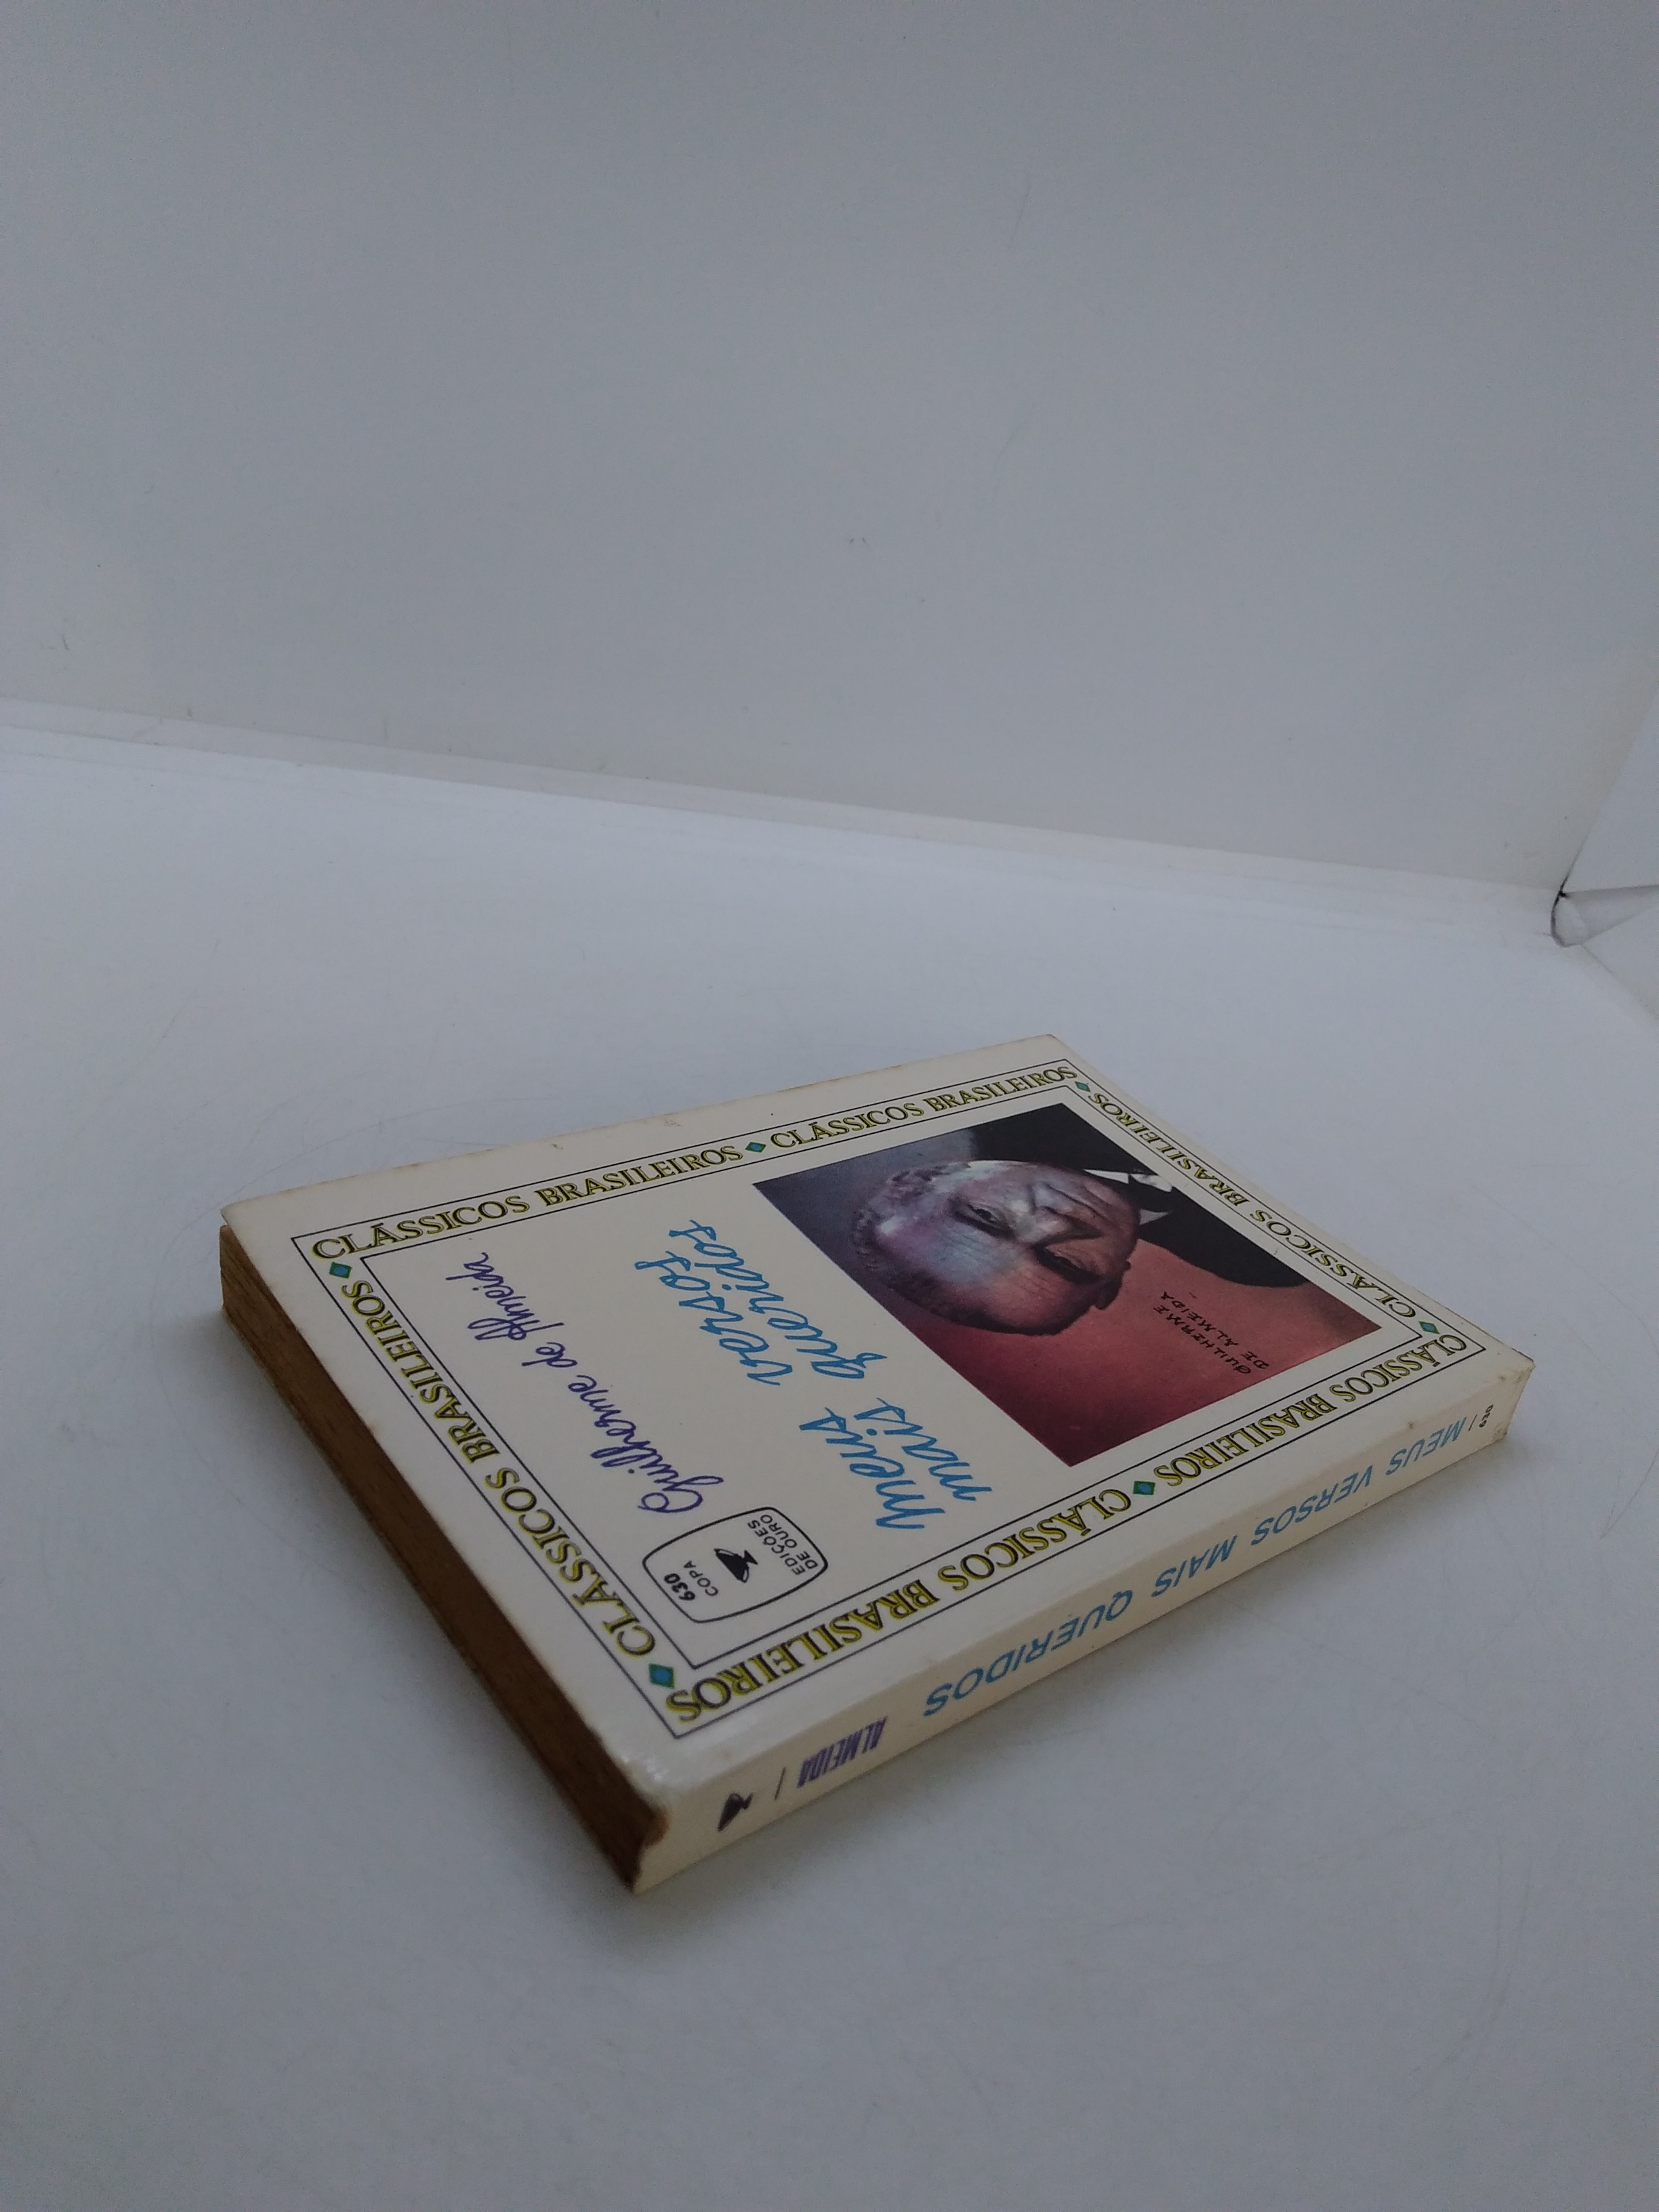 CLÁSSICOS BRASILEIROS
CLÁSSICOS BRASILEIROS
CLÁSSICOS BRASILEIROS
CLÁSSICOS BRASILEIROS
CLÁSSICOS BRASILEIROS
CLÁSSICOS BRASILEIROS
Guilherme de Almeida
630
COPA
EDIÇÕES
DE OURO
meus versos
mais queridos
GUILHERME
DE ALMEIDA
ALMEIDA / MEUS VERSOS MAIS QUERIDOS / 630